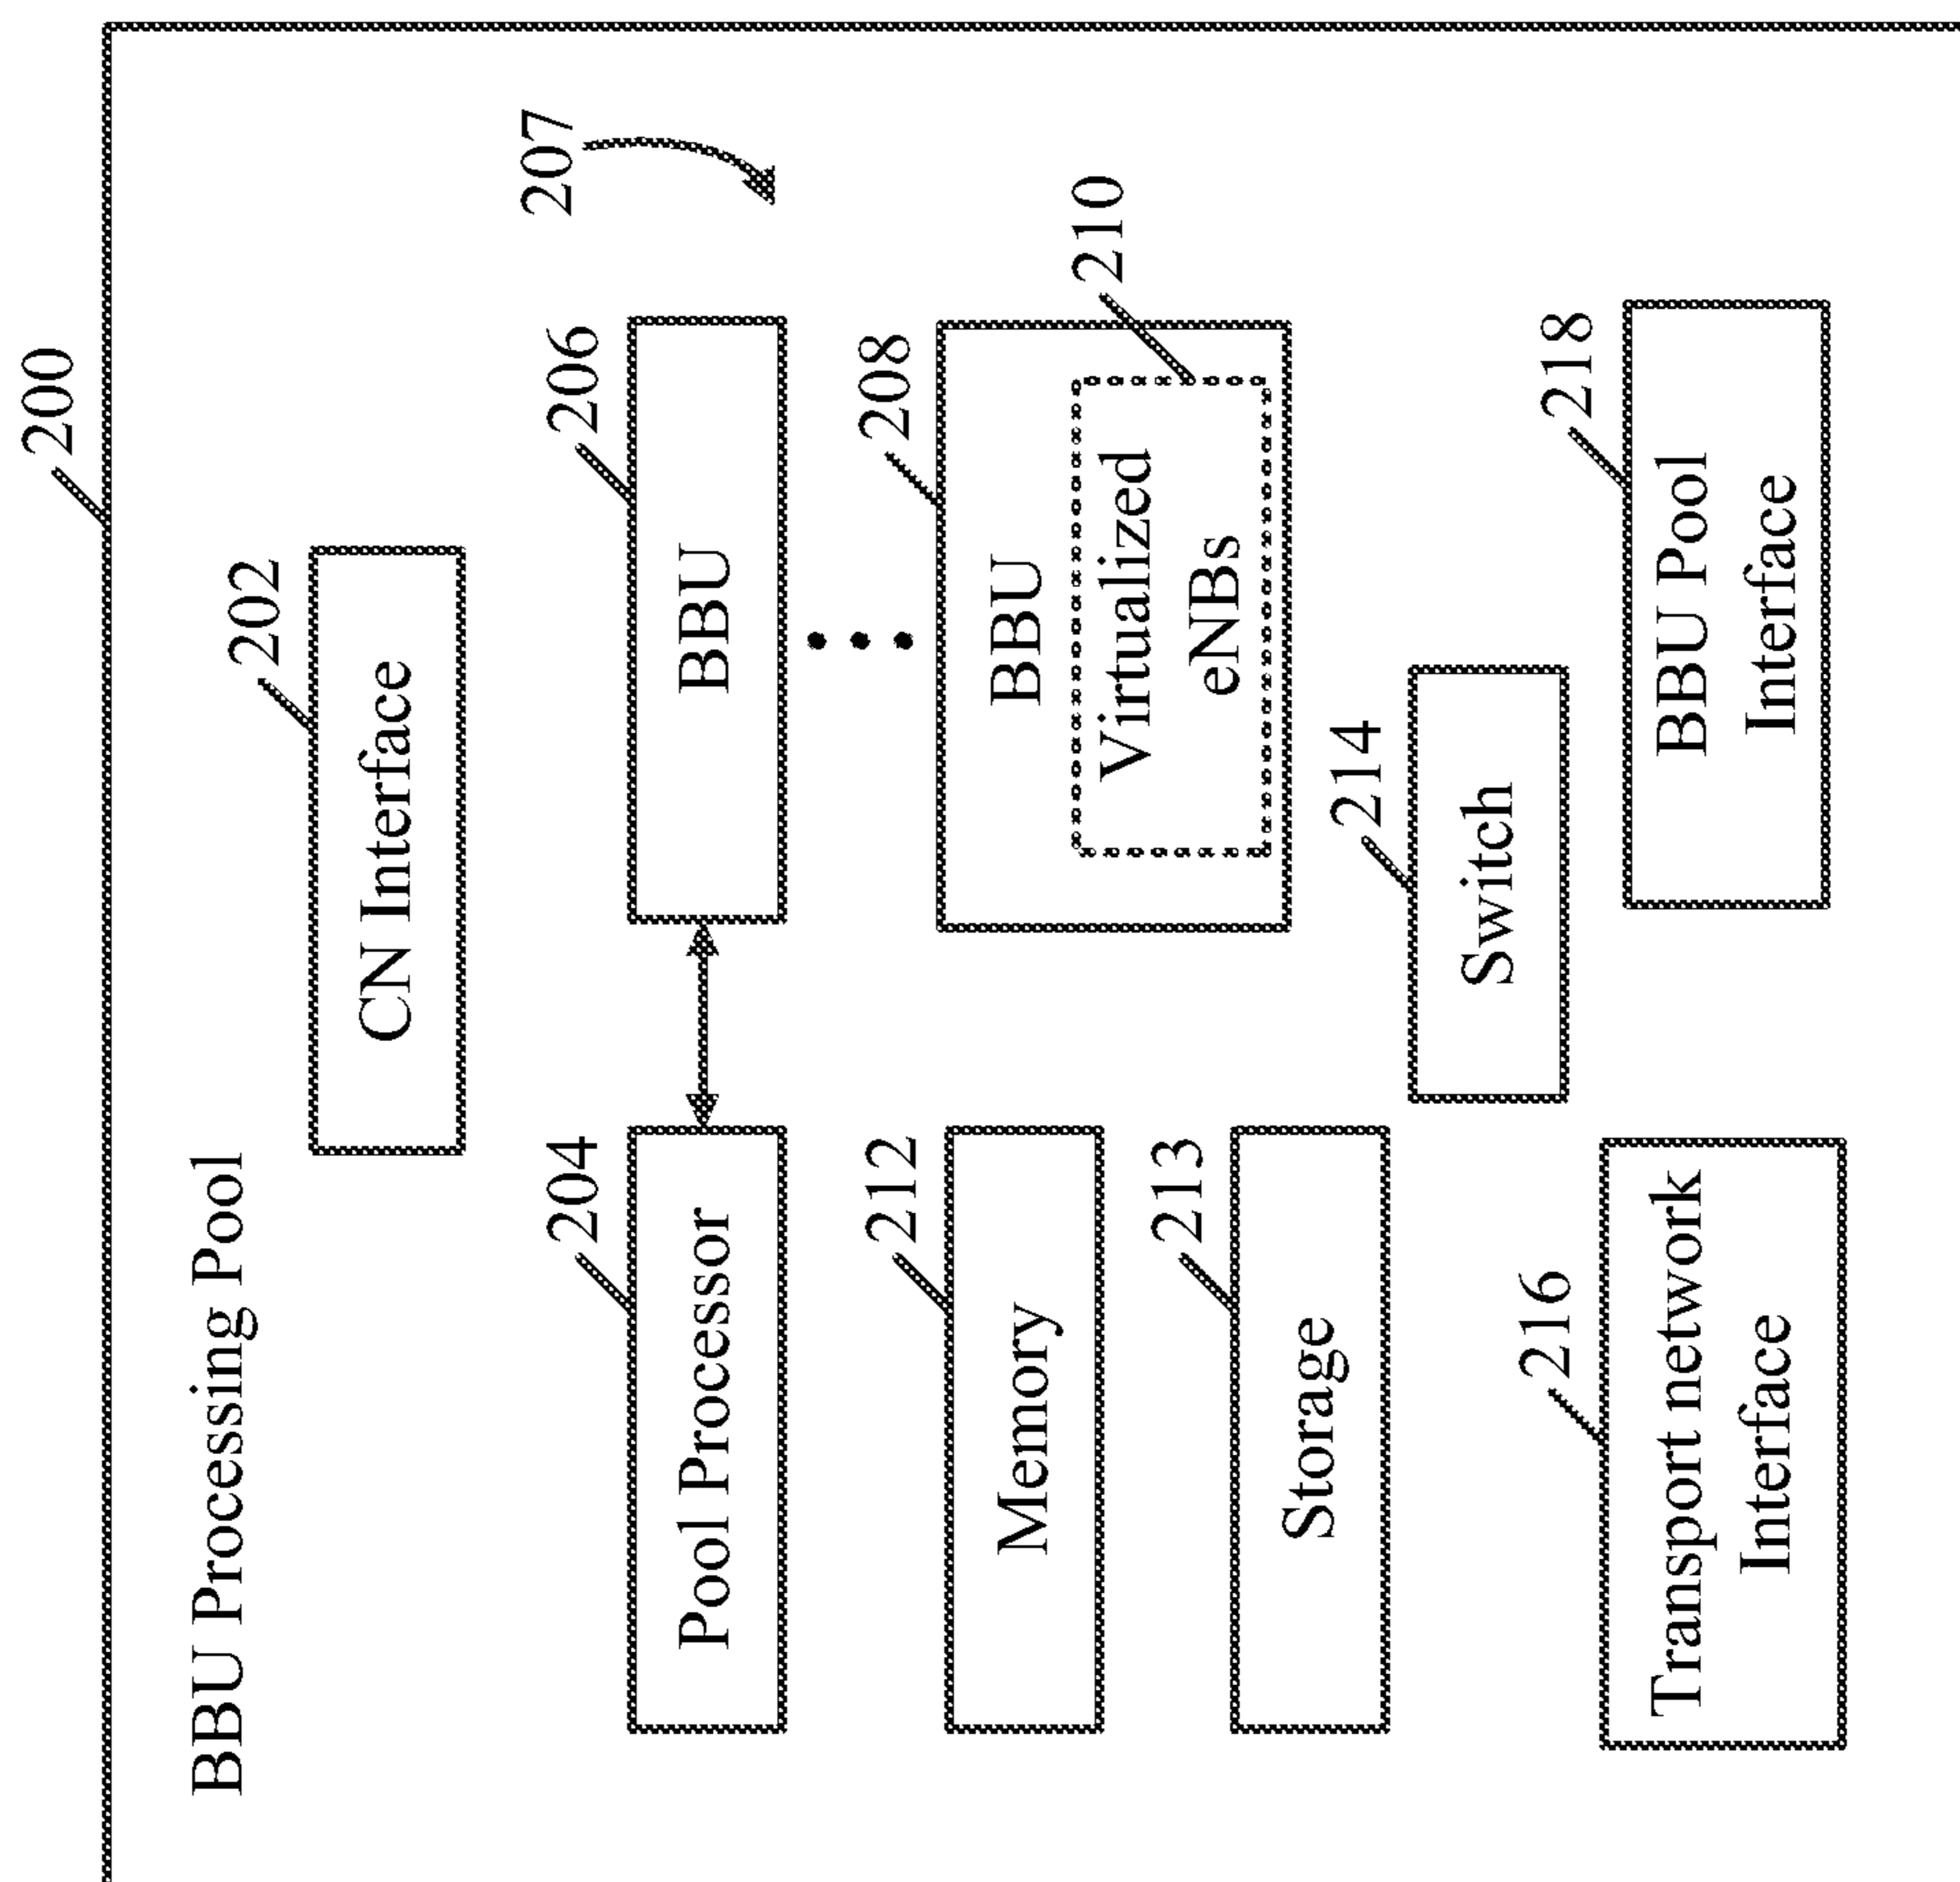 200
BBU Processing Pool
202
CN Interface
207
204
Pool Processor
206
BBU
212
Memory
208
BBU
210
Virtualized
eNBs
213
Storage
214
Switch
216
Transport network
Interface
218
BBU Pool
Interface